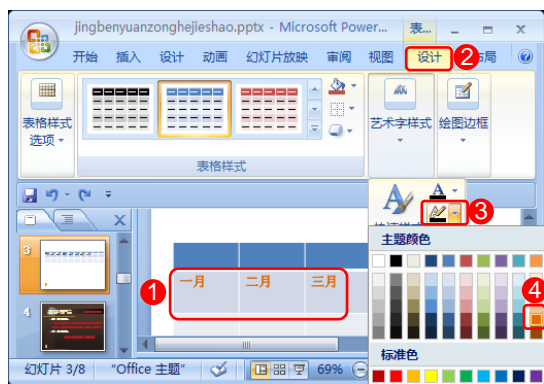 jingbenyuanzonghejieshao.pptx - Microsoft Power... 表...
开始 插入 设计 动画 幻灯片放映 审阅 视图 设计 2 布局
表格样式选项
艺术字样式 绘图边框
表格样式
3
主题颜色
1 一月 二月 三月
3
4
4
标准色
幻灯片 3/8 "Office 主题" 69%